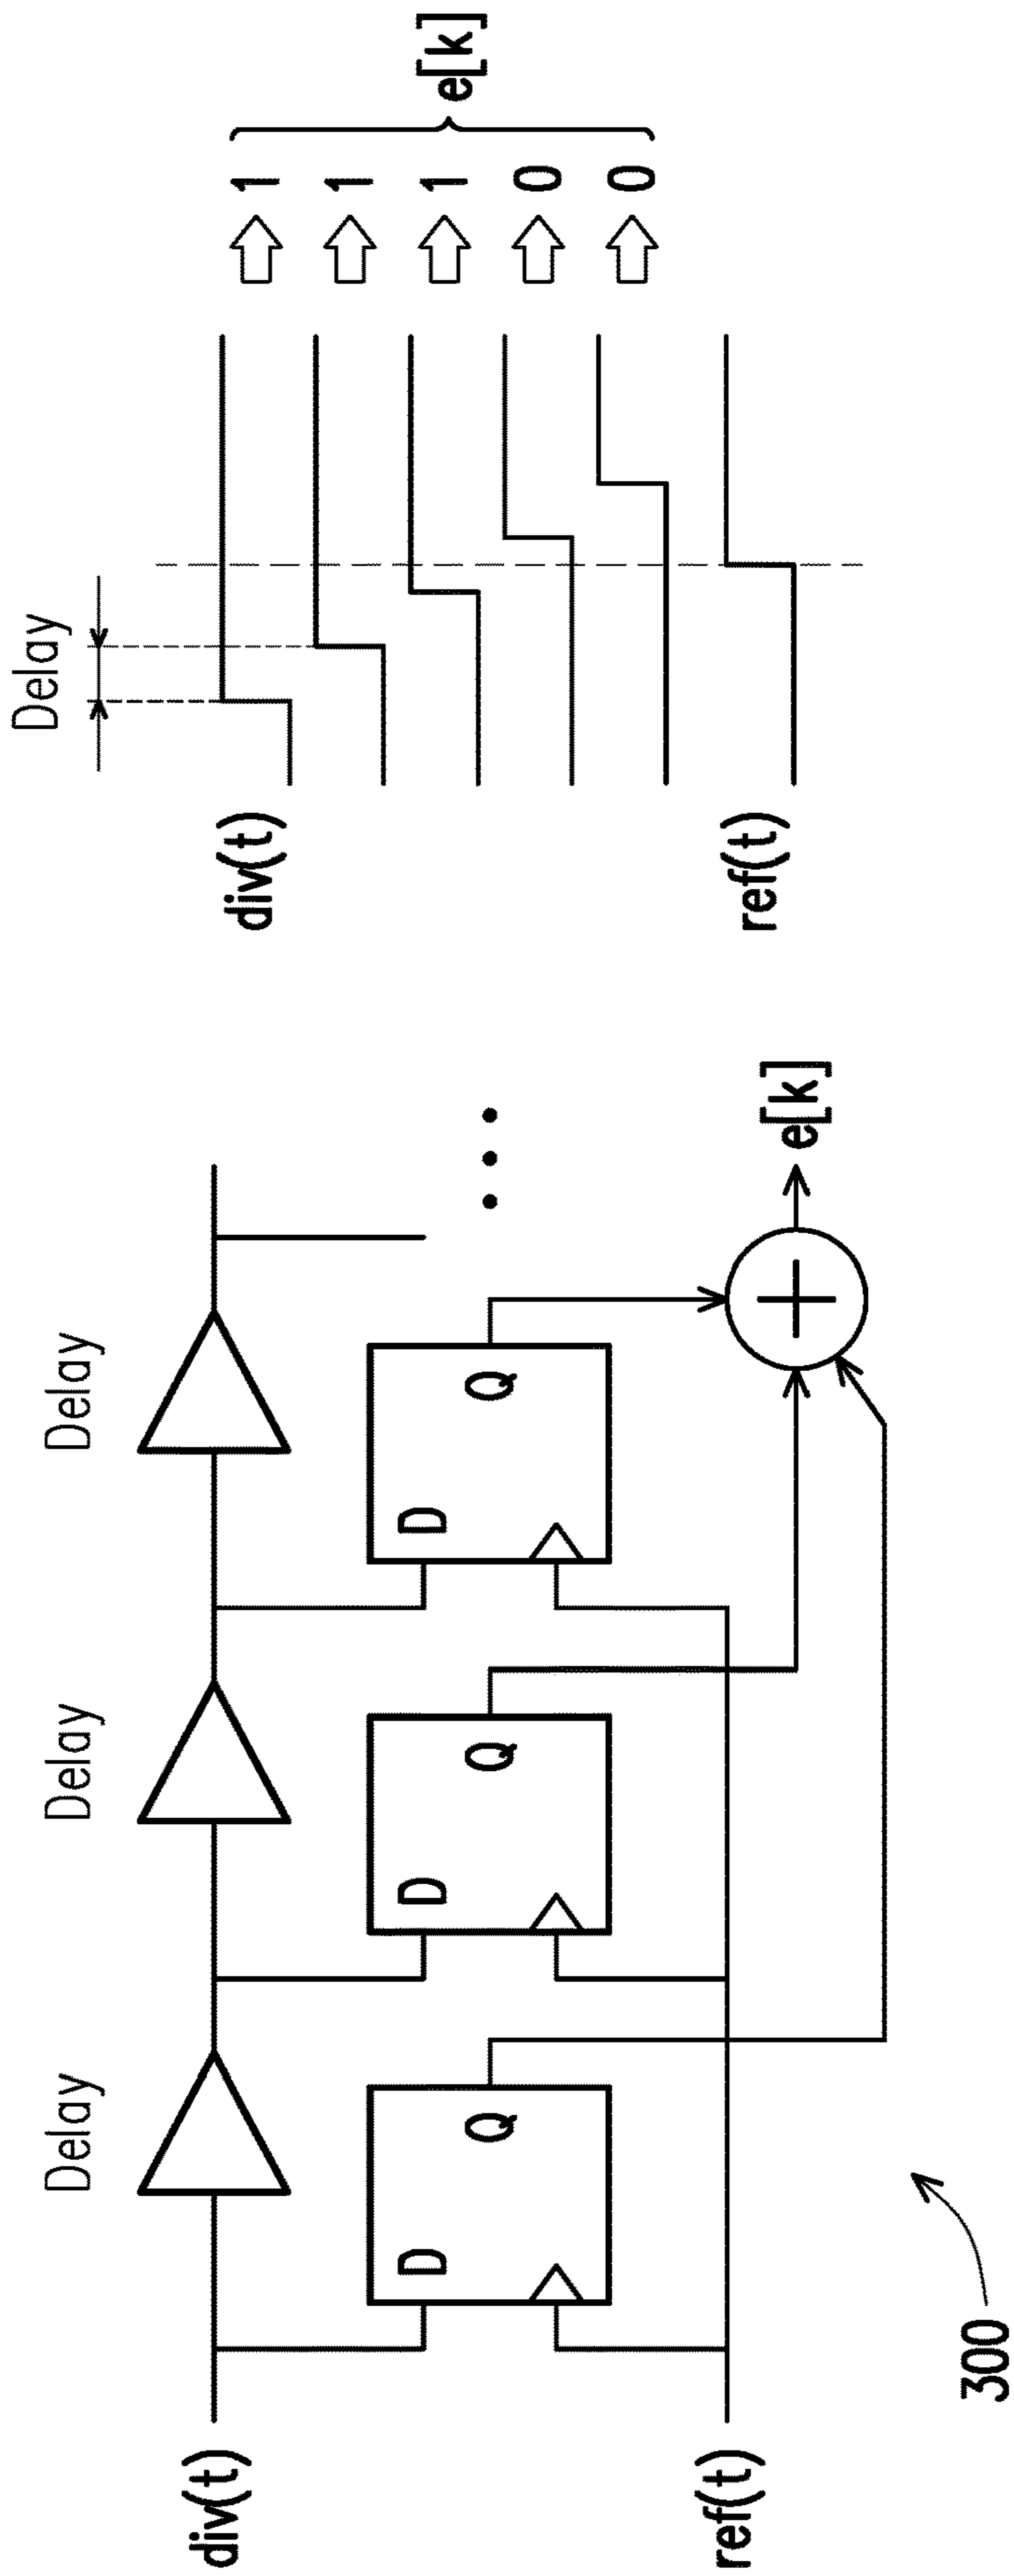 Delay
Delay
Delay
div(t)
D
Q
D
Q
D
Q
ref(t)
e[k]
300
Delay
div(t)
1
1
1
0
0
e[k]
ref(t)